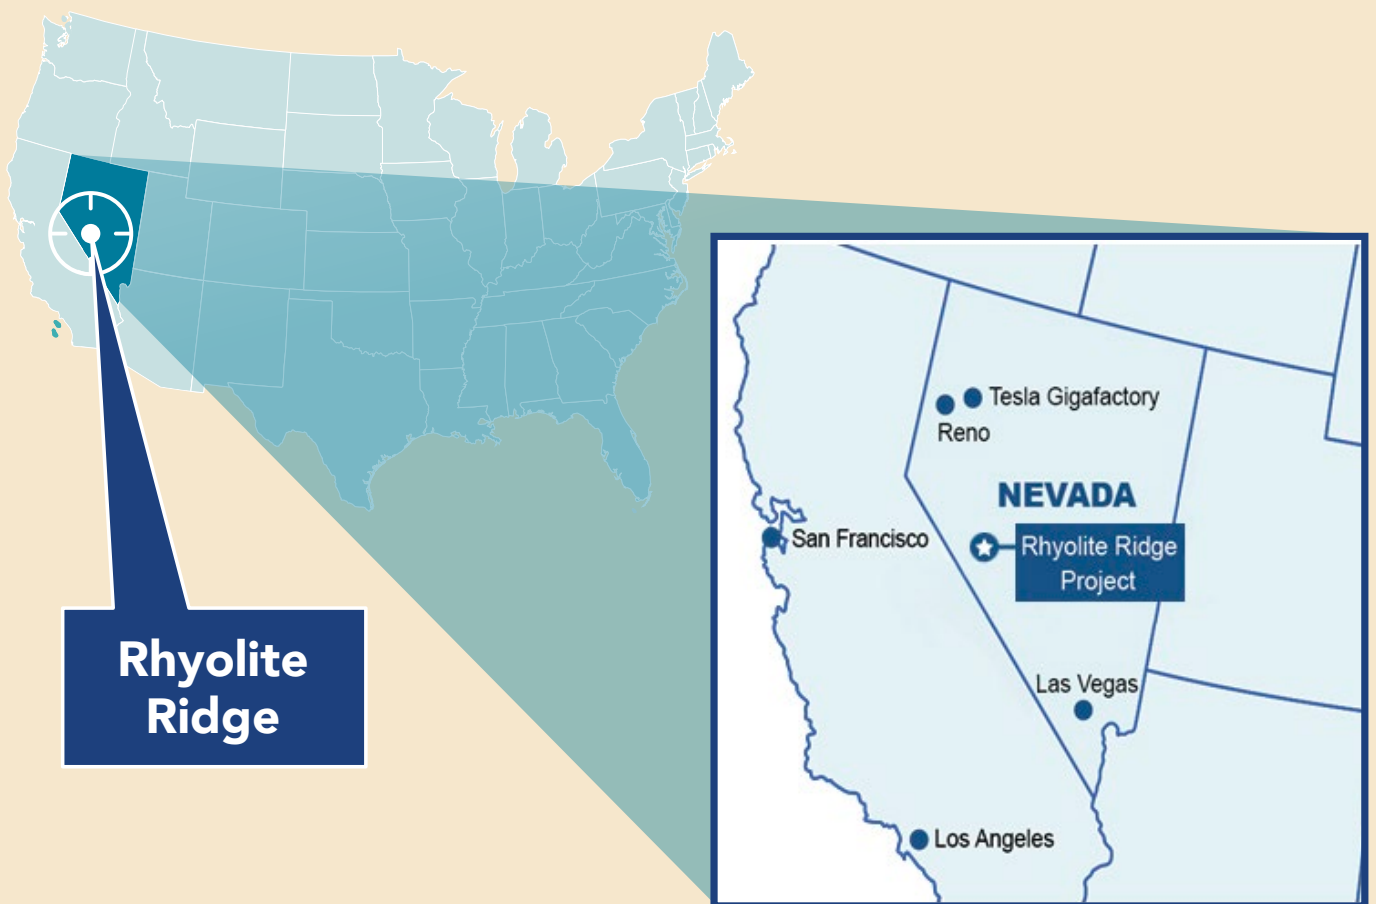 Rhyolite
Ridge
Tesla Gigafactory
Reno
NEVADA
San Francisco
Rhyolite Ridge
Project
Las Vegas
Los Angeles